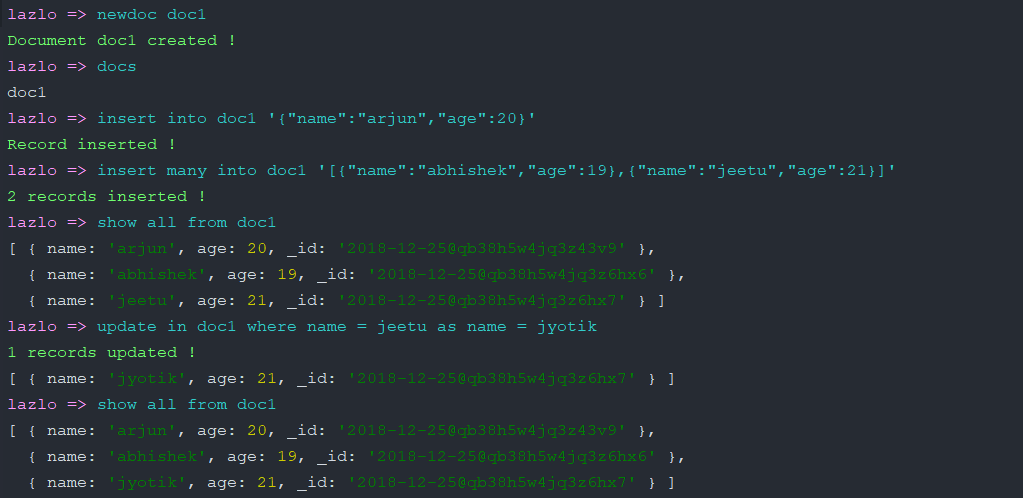 lazlo => newdoc doc1
Document doc1 created !
lazlo => docs
doc1
lazlo => insert into doc1 '{"name":"arjun","age":20}'
Record inserted !
lazlo => insert many into doc1 '[{"name":"abhishek","age":19},{"name":"jeetu","age":21}]'
2 records inserted !
lazlo => show all from doc1
[ { name: 'arjun', age: 20, _id: '2018-12-25@qb38h5w4jq3z43v9' },
  { name: 'abhishek', age: 19, _id: '2018-12-25@qb38h5w4jq3z6hx6' },
  { name: 'jeetu', age: 21, _id: '2018-12-25@qb38h5w4jq3z6hx7' } ]
lazlo => update in doc1 where name = jeetu as name = jyotik
1 records updated !
[ { name: 'jyotik', age: 21, _id: '2018-12-25@qb38h5w4jq3z6hx7' } ]
lazlo => show all from doc1
[ { name: 'arjun', age: 20, _id: '2018-12-25@qb38h5w4jq3z43v9' },
  { name: 'abhishek', age: 19, _id: '2018-12-25@qb38h5w4jq3z6hx6' },
  { name: 'jyotik', age: 21, _id: '2018-12-25@qb38h5w4jq3z6hx7' } ]